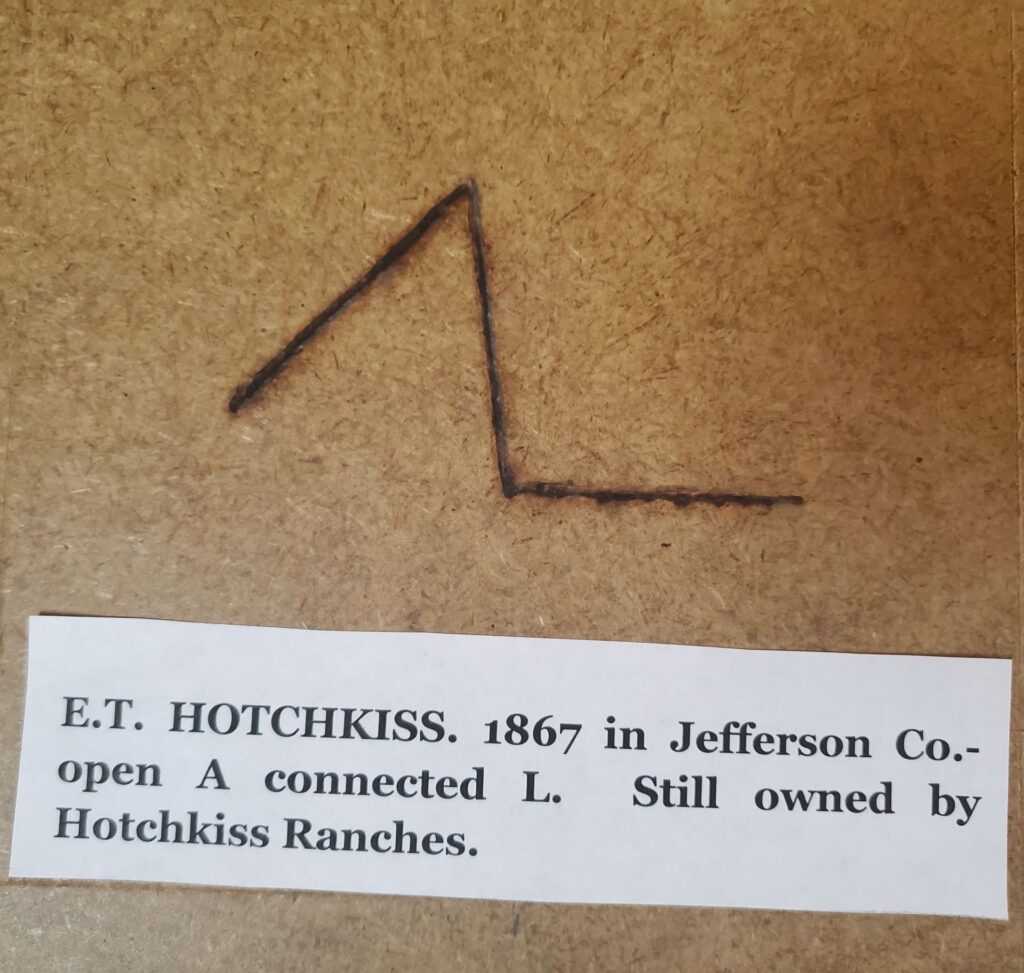 E.T. HOTCHKISS. 1867 in Jefferson Co.-
open A connected L. Still owned by
Hotchkiss Ranches.